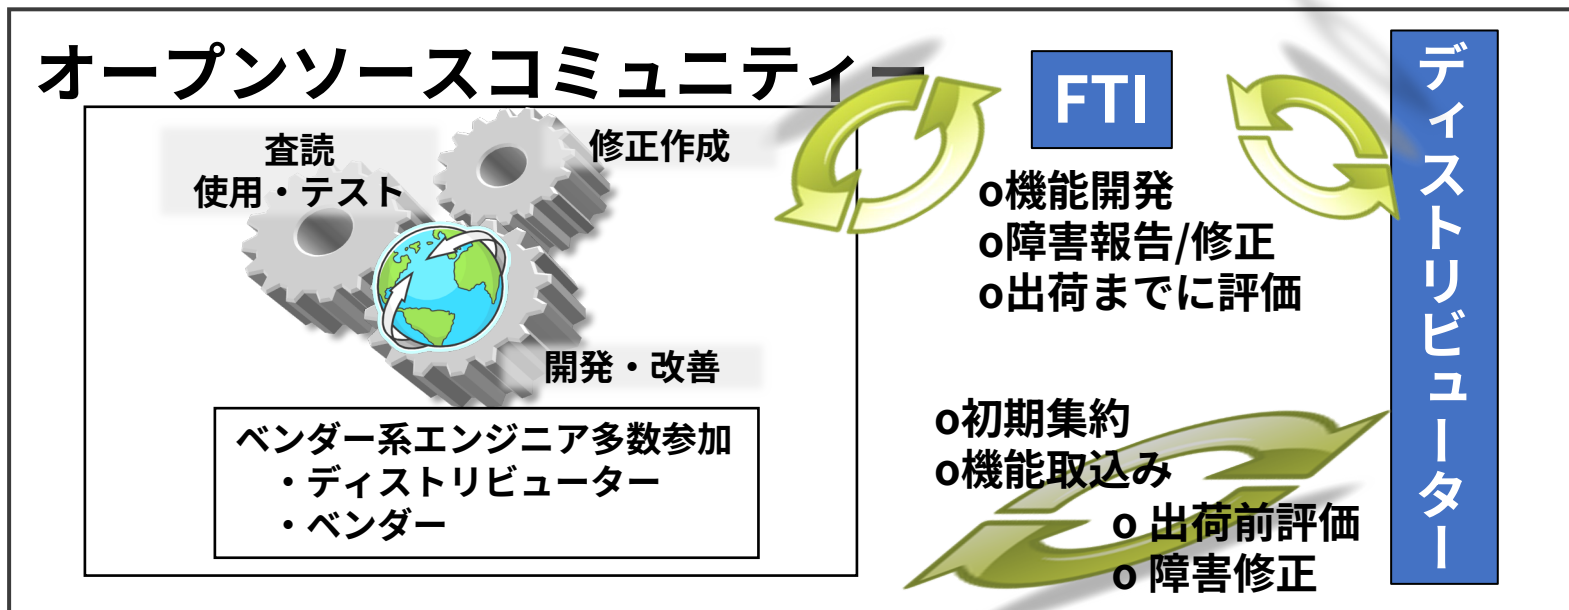 オープンソースコミュニティー
査読
使用・テスト
修正作成
開発・改善
ベンダー系エンジニア多数参加
・ディストリビューター
・ベンダー
FTI
o機能開発
o障害報告/修正
o出荷までに評価
o初期集約
o機能取込み
o 出荷前評価
o 障害修正
ディストリビューター